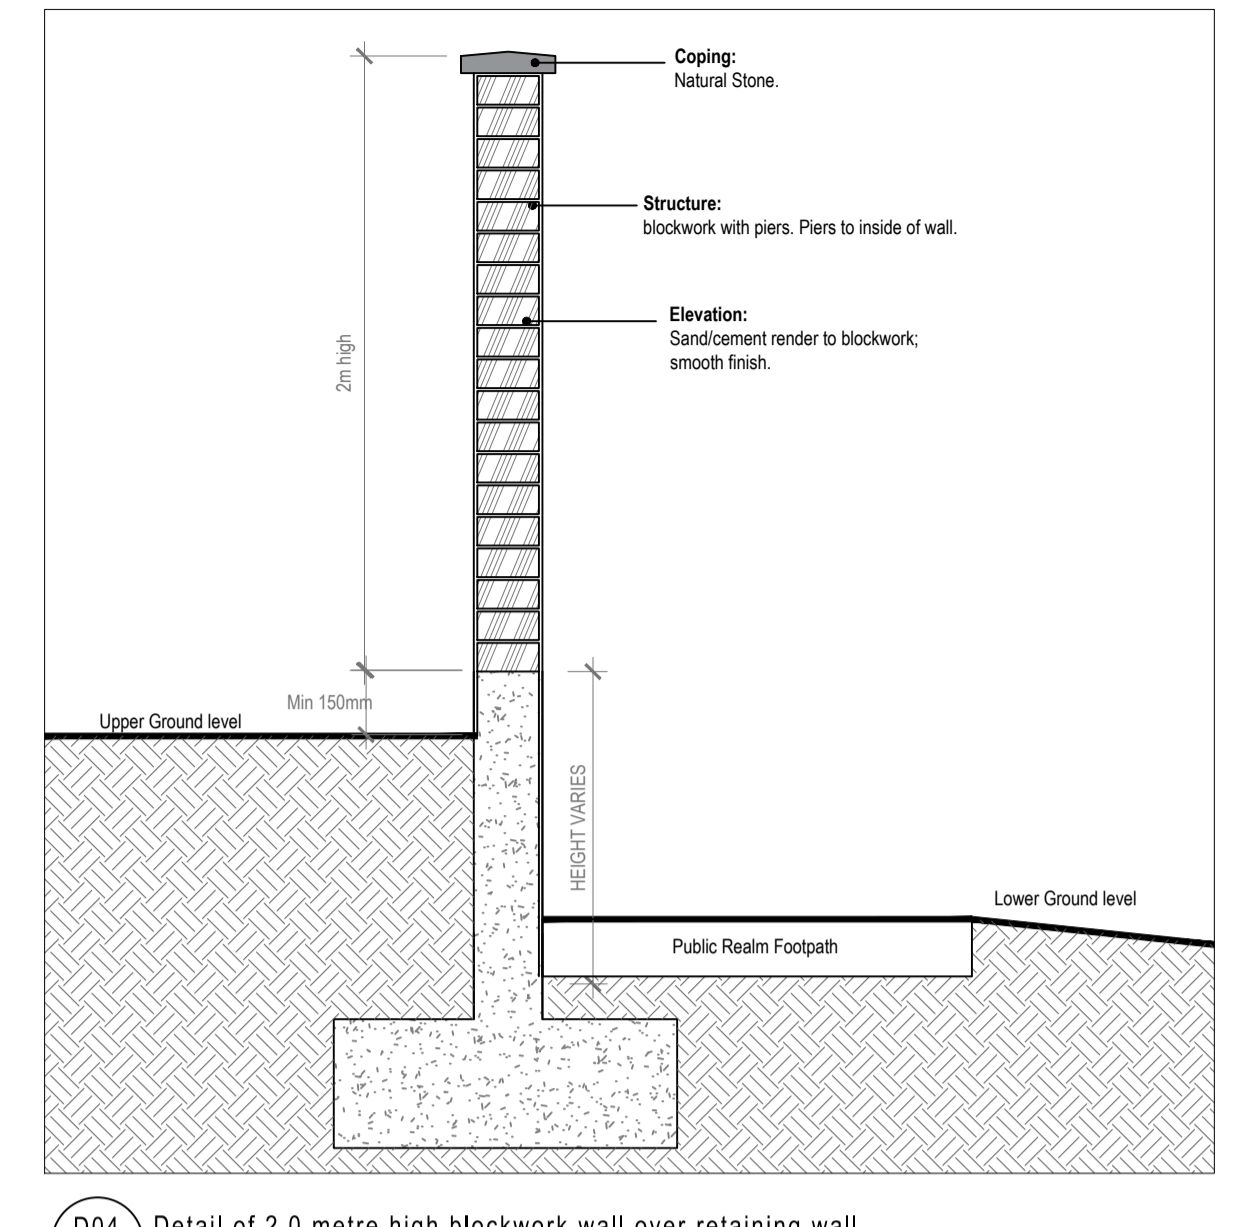 Coping:
Natural Stone.
Structure:
blockwork with piers. Piers to inside of wall.
Elevation:
Sand/cement render to blockwork;
smooth finish.
2m high
Min 150mm
Upper Ground level
HEIGHT VARIES
Lower Ground level
Public Realm Footpath
D04 Detail of 2.0 metre high blockwork wall over retaining wall